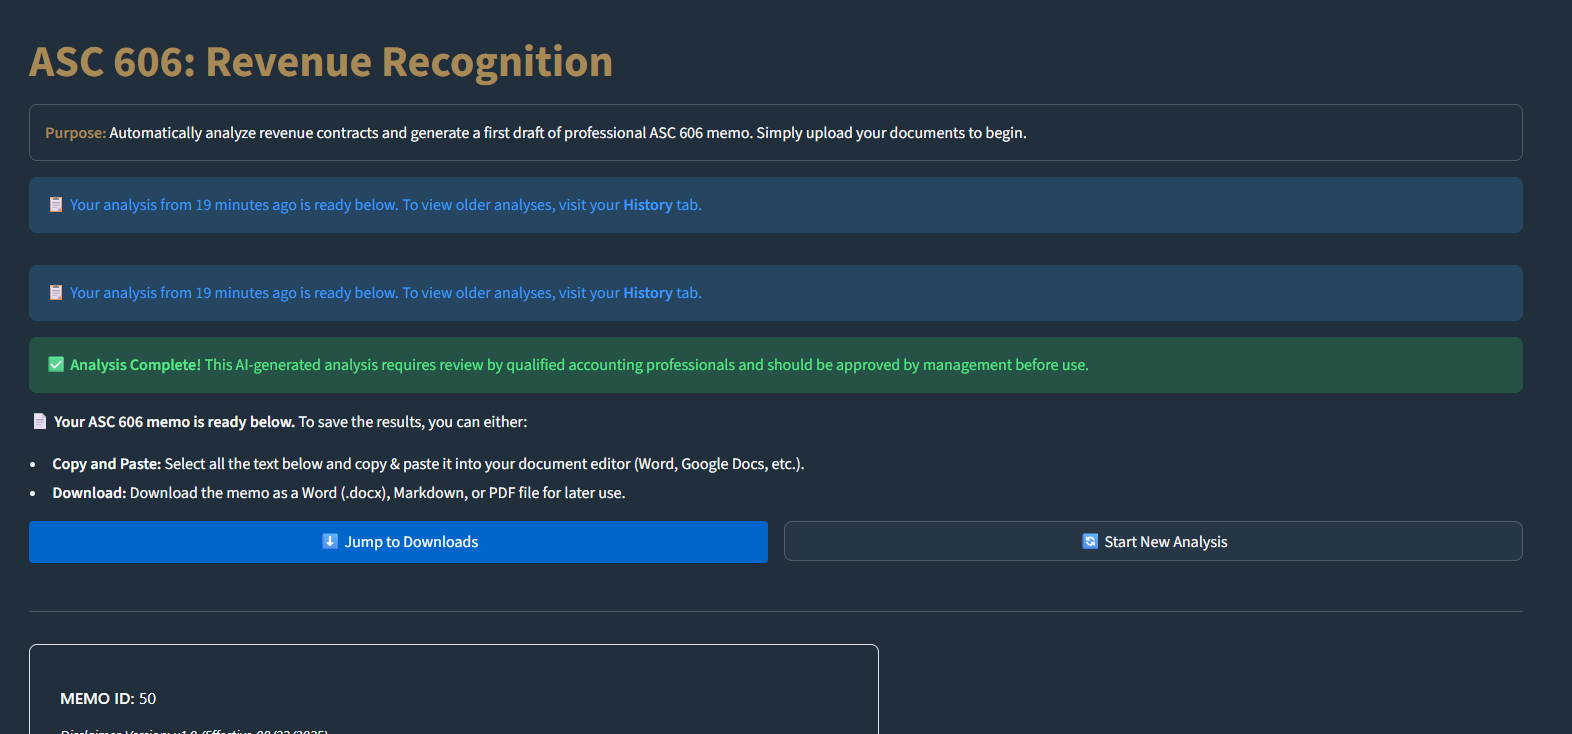 ASC 606: Revenue Recognition
Purpose: Automatically analyze revenue contracts and generate a first draft of professional ASC 606 memo. Simply upload your documents to begin.
Your analysis from 19 minutes ago is ready below. To view older analyses, visit your History tab.
Your analysis from 19 minutes ago is ready below. To view older analyses, visit your History tab.
Analysis Complete! This AI-generated analysis requires review by qualified accounting professionals and should be approved by management before use.
Your ASC 606 memo is ready below. To save the results, you can either:
Copy and Paste: Select all the text below and copy & paste it into your document editor (Word, Google Docs, etc.).
Download: Download the memo as a Word (.docx), Markdown, or PDF file for later use.
Jump to Downloads
Start New Analysis
MEMO ID: 50
Disclaimer Version: v1.0 (Effective